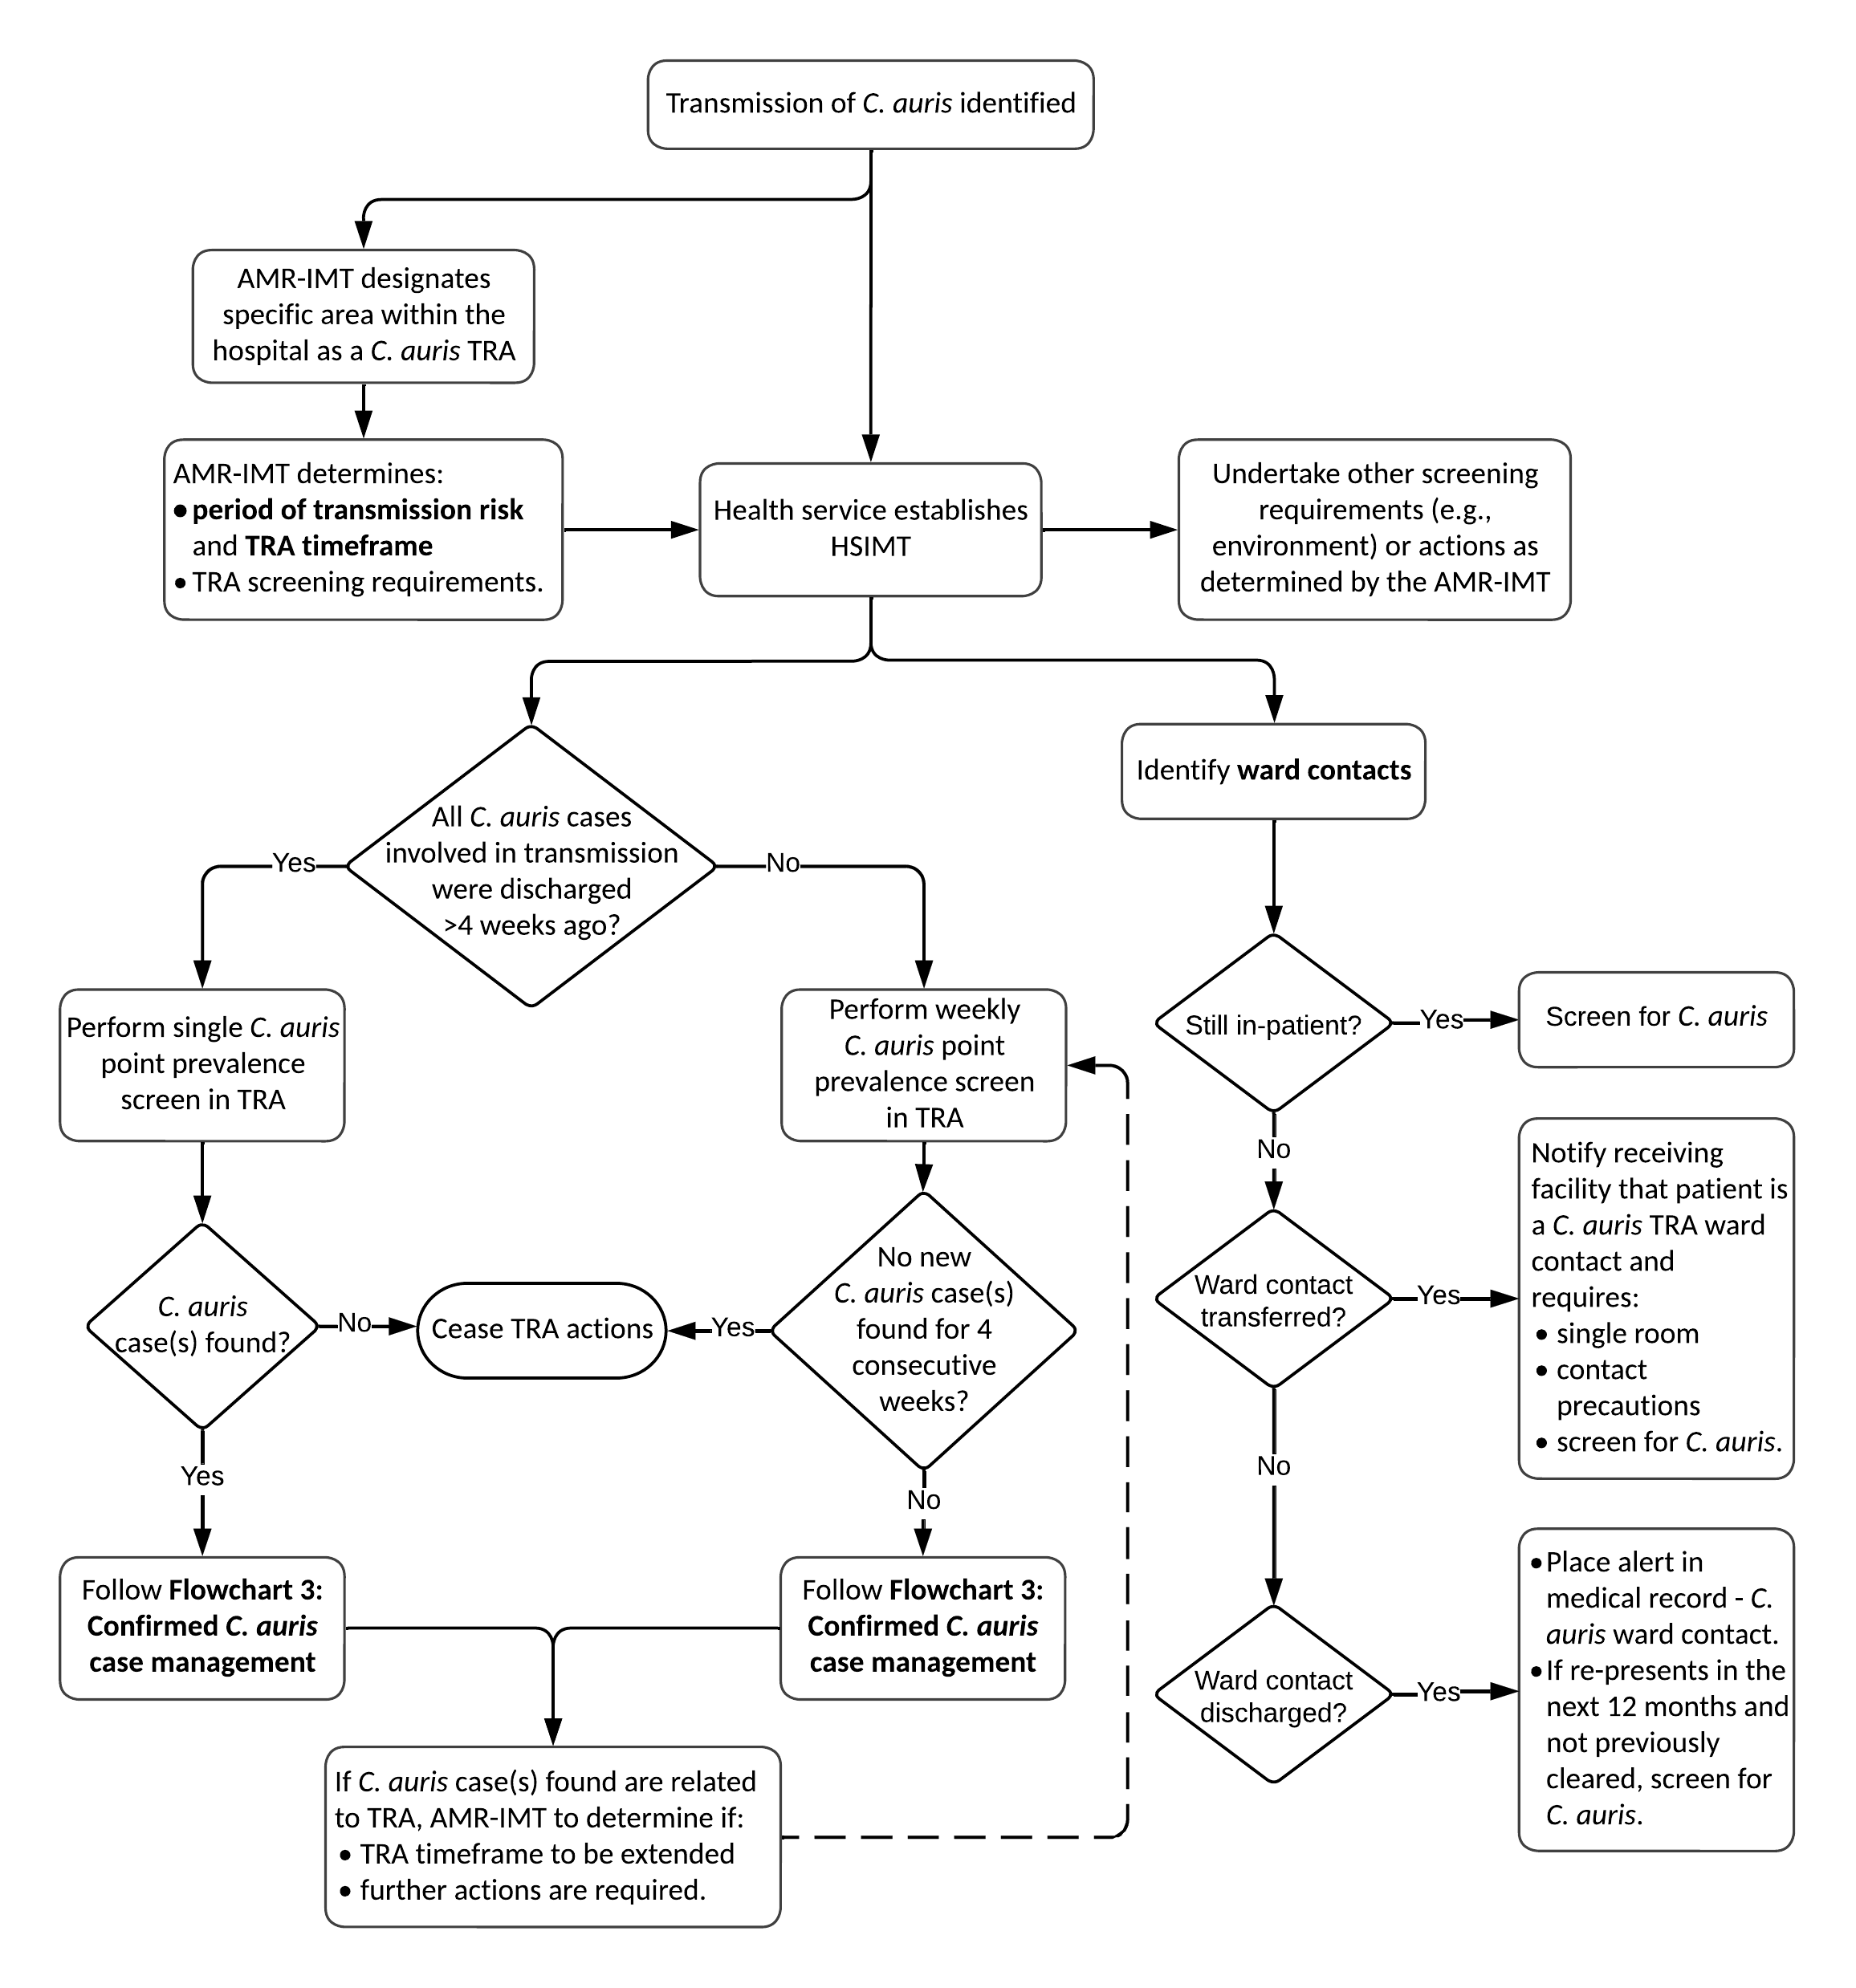 Transmission of C. auris identified
AMR-IMT designates
specific area within the
hospital as a C. auris TRA
AMR-IMT determines:
● period of transmission risk
and TRA timeframe
● TRA screening requirements.
Health service establishes
HSIMT
Undertake other screening
requirements (e.g.,
environment) or actions as
determined by the AMR-IMT
All C. auris cases
involved in transmission
were discharged
>4 weeks ago?
Yes
No
Identify ward contacts
Perform single C. auris
point prevalence
screen in TRA
Perform weekly
C. auris point
prevalence screen
in TRA
Still in-patient?
Yes
Screen for C. auris
No
C. auris
case(s) found?
No
Cease TRA actions
Yes
No new
C. auris case(s)
found for 4
consecutive
weeks?
Ward contact
transferred?
Yes
Notify receiving
facility that patient is
a C. auris TRA ward
contact and
requires:
● single room
● contact
precautions
● screen for C. auris.
Yes
No
No
Follow Flowchart 3:
Confirmed C. auris
case management
Follow Flowchart 3:
Confirmed C. auris
case management
Ward contact
discharged?
Yes
● Place alert in
medical record - C.
auris ward contact.
● If re-presents in the
next 12 months and
not previously
cleared, screen for
C. auris.
If C. auris case(s) found are related
to TRA, AMR-IMT to determine if:
● TRA timeframe to be extended
● further actions are required.